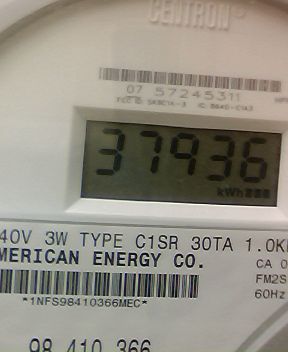 CENTRON®
07 57245311
37936
kWh
40V 3W TYPE C1SR 30TA 1.0K
MERICAN ENERGY CO.
CA 0
FM2S
60Hz
*1NFS98410366MEC*
98 410 366